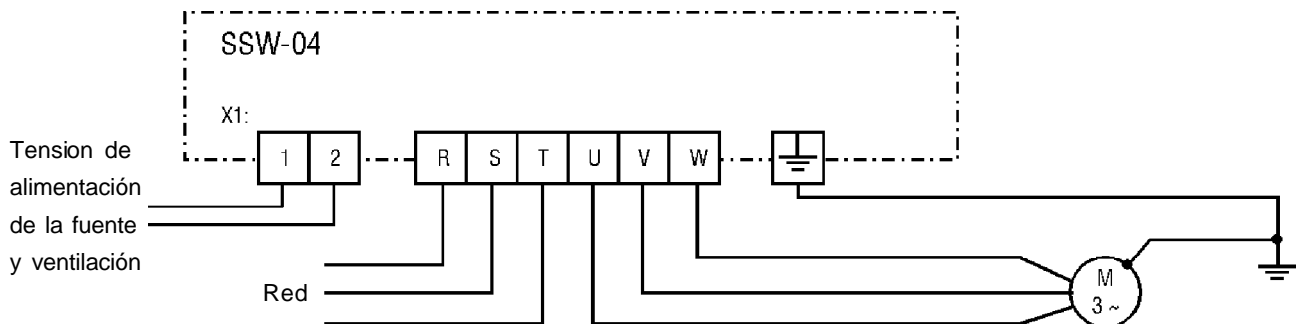 SSW-04
X1:
1 2 R S T U V W
Tension de
alimentación
de la fuente
y ventilación
Red
M
3 ~